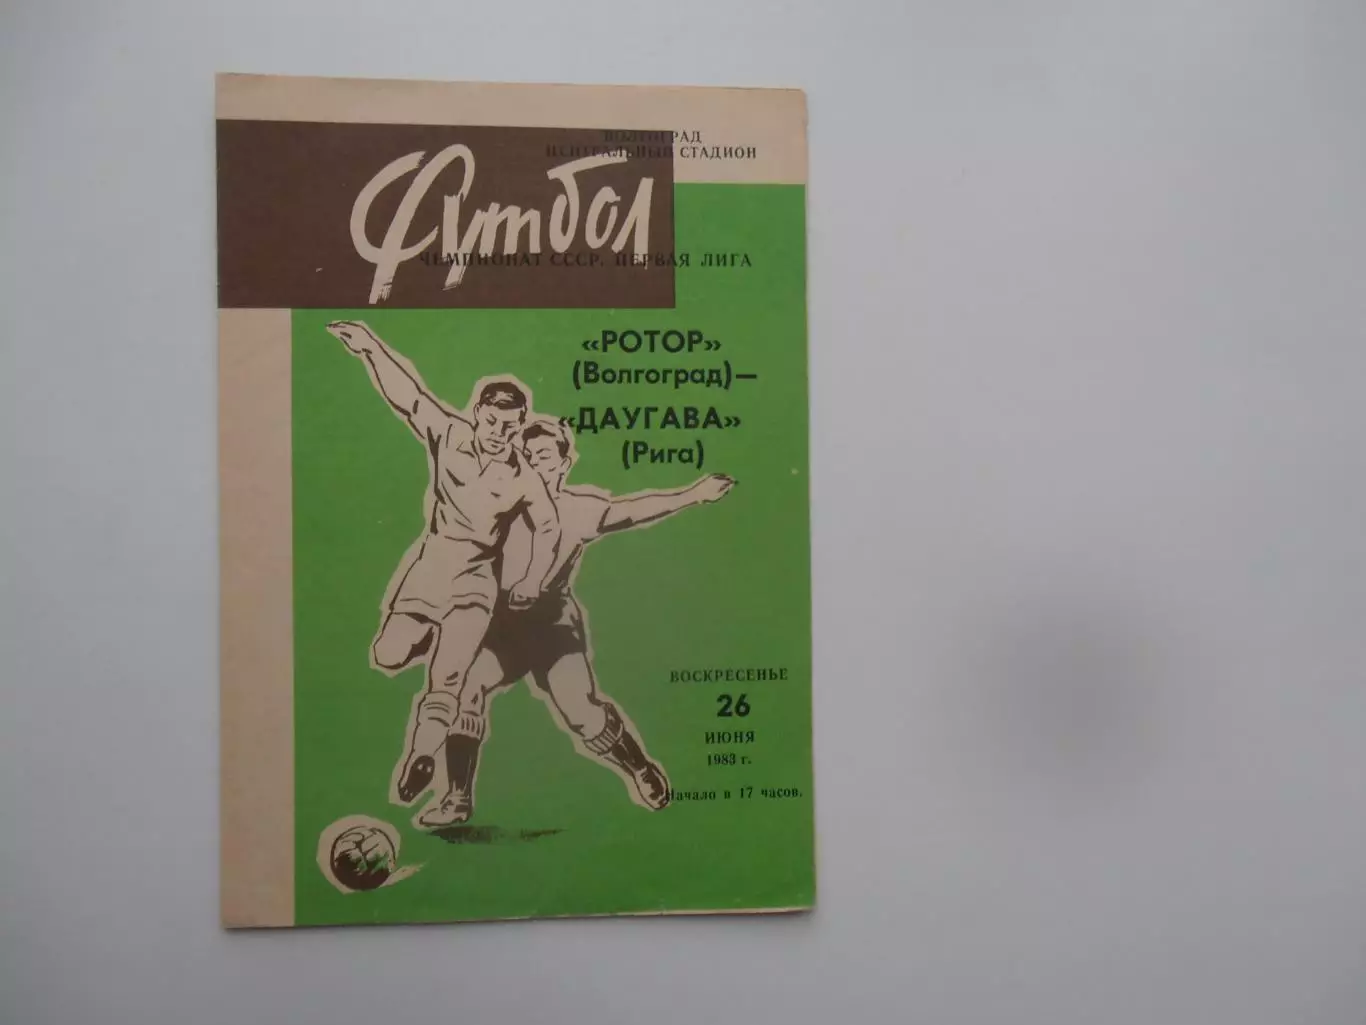 ВОЛГОГРАД
ЦЕНТРАЛЬНЫЙ СТАДИОН
Футбол
ЧЕМПИОНАТ СССР. ПЕРВАЯ ЛИГА
«РОТОР»
(Волгоград)—
«ДАУГАВА»
(Рига)
ВОСКРЕСЕНЬЕ
26
ИЮНЯ
1983 г.
Начало в 17 часов.